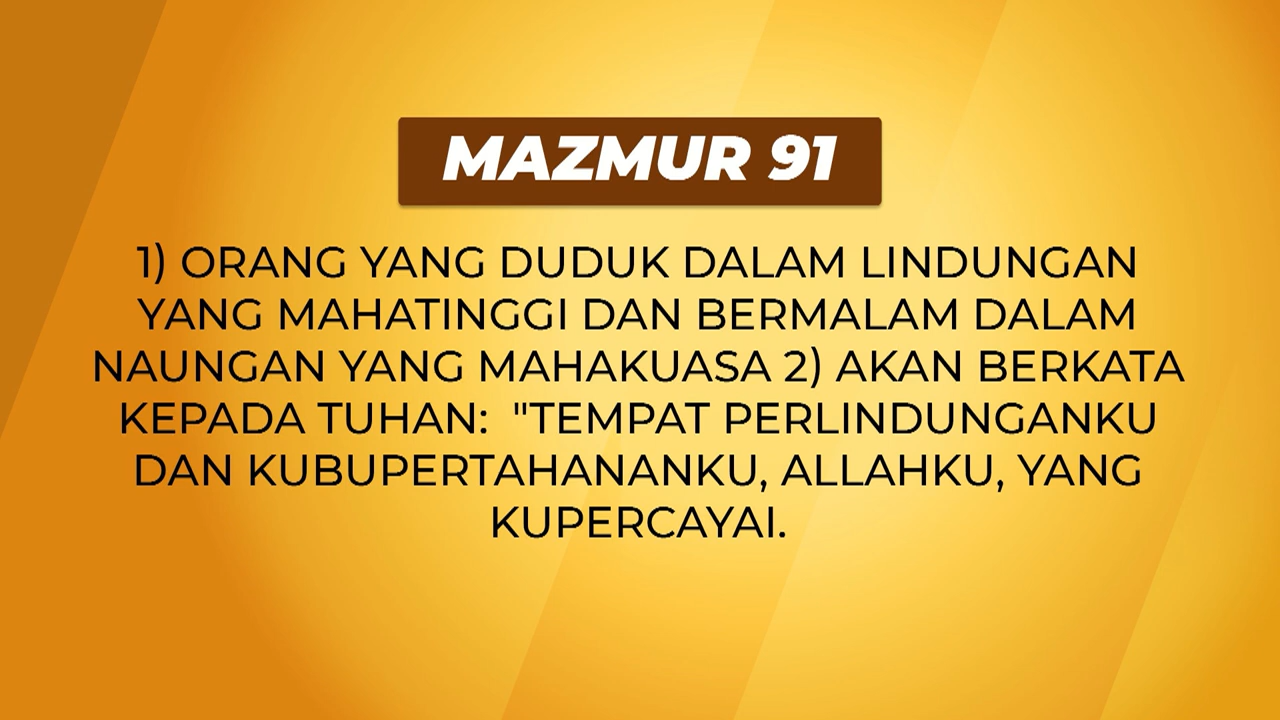 MAZMUR 91
1) ORANG YANG DUDUK DALAM LINDUNGAN
YANG MAHATINGGI DAN BERMALAM DALAM
NAUNGAN YANG MAHAKUASA 2) AKAN BERKATA
KEPADA TUHAN:  "TEMPAT PERLINDUNGANKU
DAN KUBUPERTAHANANKU, ALLAHKU, YANG
KUPERCAYAI.